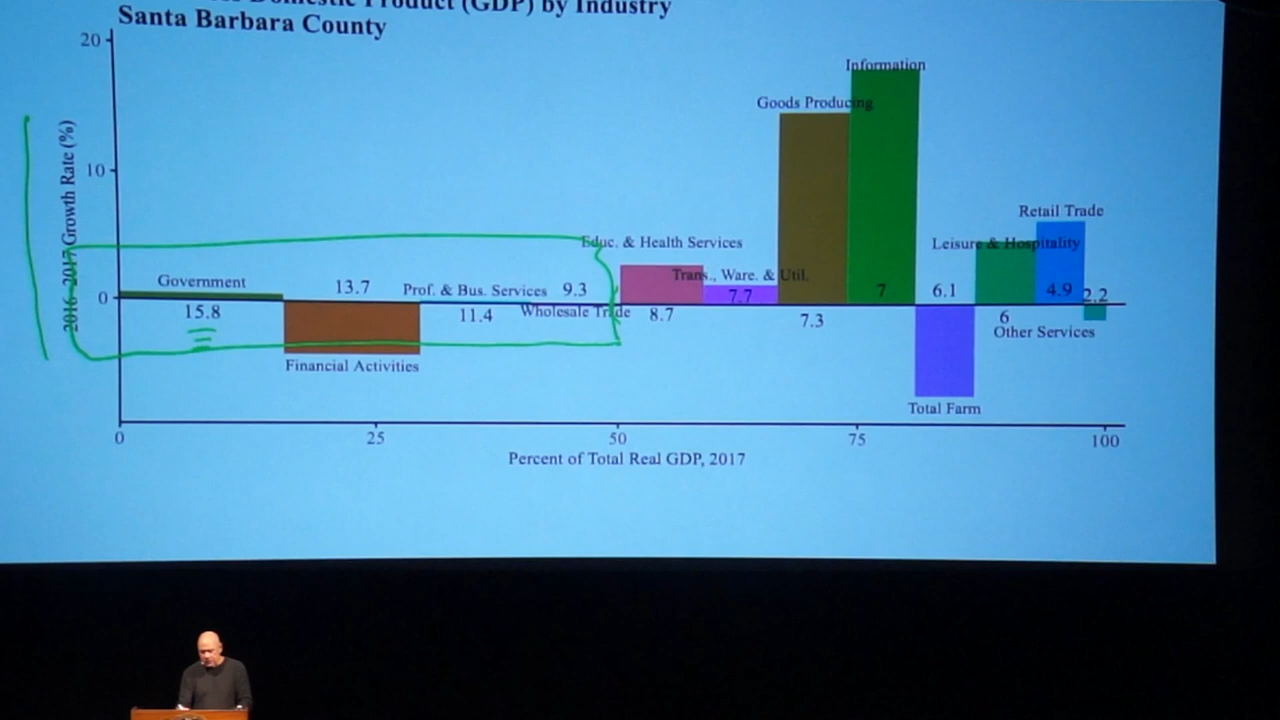 Product (GDP) by Industry
Santa Barbara County
20
10
0
2016-2017 Growth Rate (%)
Information
Goods Producing
Retail Trade
Educ. & Health Services
Leisure & Hospitality
Trans., Ware. & Util.
Government
13.7
Prof. & Bus. Services
9.3
7.7
7
6.1
4.9
2.2
15.8
11.4
Wholesale Trade
8.7
7.3
6
Other Services
Financial Activities
Total Farm
0
25
50
75
100
Percent of Total Real GDP, 2017